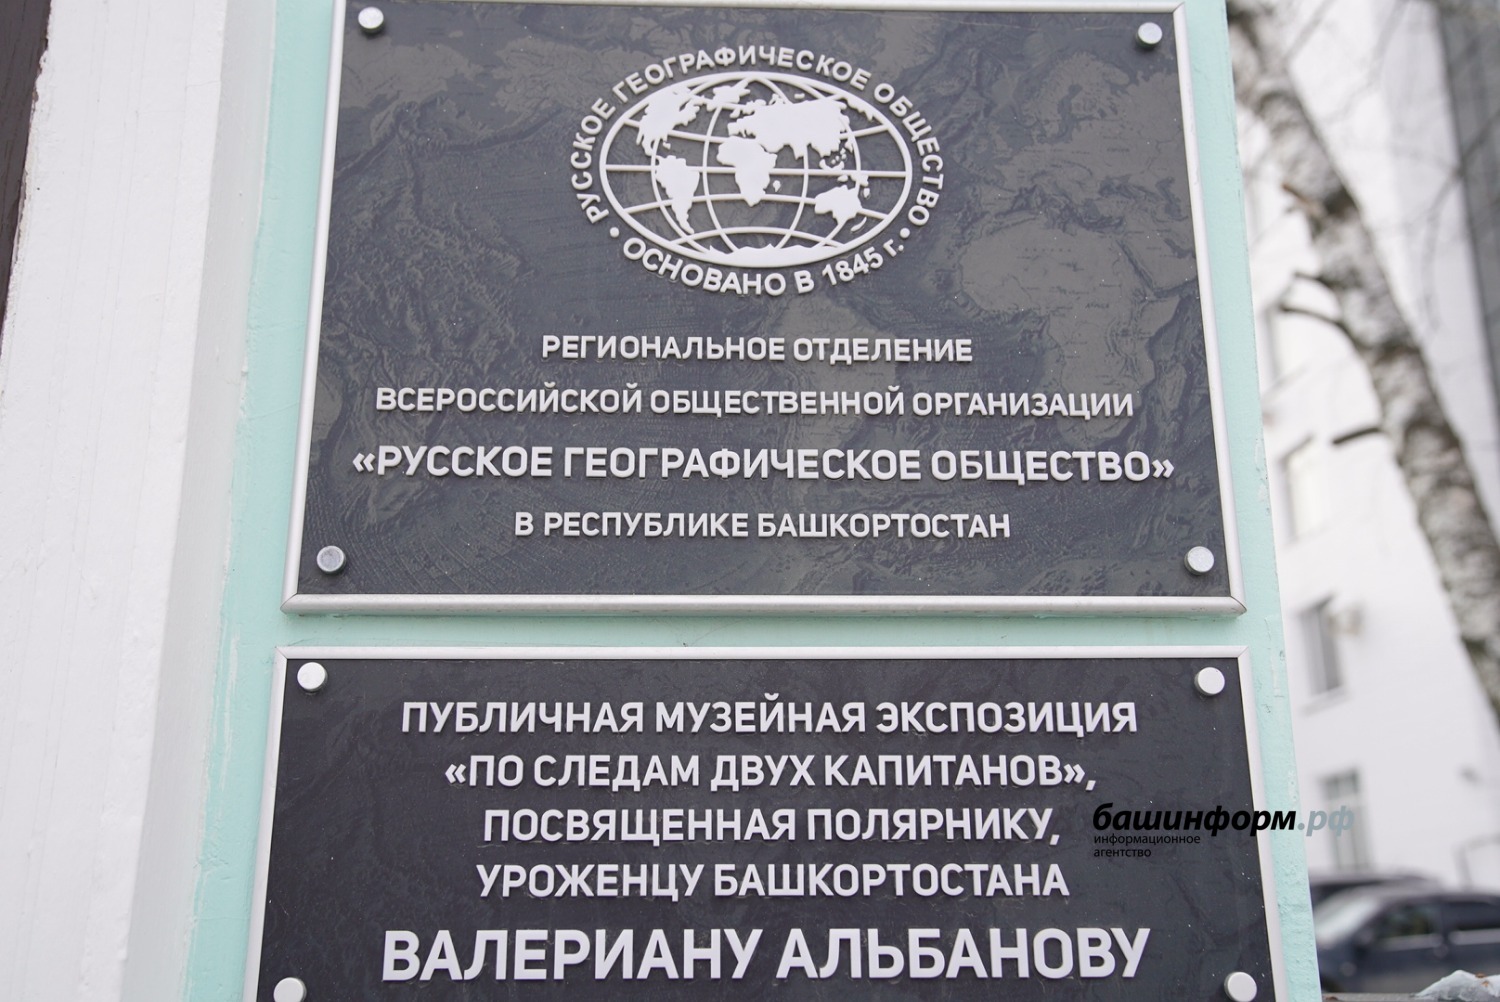 РУССКОЕ ГЕОГРАФИЧЕСКОЕ ОБЩЕСТВО
• ОСНОВАНО В 1845 г. •
РЕГИОНАЛЬНОЕ ОТДЕЛЕНИЕ
ВСЕРОССИЙСКОЙ ОБЩЕСТВЕННОЙ ОРГАНИЗАЦИИ
«РУССКОЕ ГЕОГРАФИЧЕСКОЕ ОБЩЕСТВО»
В РЕСПУБЛИКЕ БАШКОРТОСТАН
ПУБЛИЧНАЯ МУЗЕЙНАЯ ЭКСПОЗИЦИЯ
«ПО СЛЕДАМ ДВУХ КАПИТАНОВ»,
ПОСВЯЩЕННАЯ ПОЛЯРНИКУ,
УРОЖЕНЦУ БАШКОРТОСТАНА
ВАЛЕРИАНУ АЛЬБАНОВУ
башинформ.рф
информационное
агентство